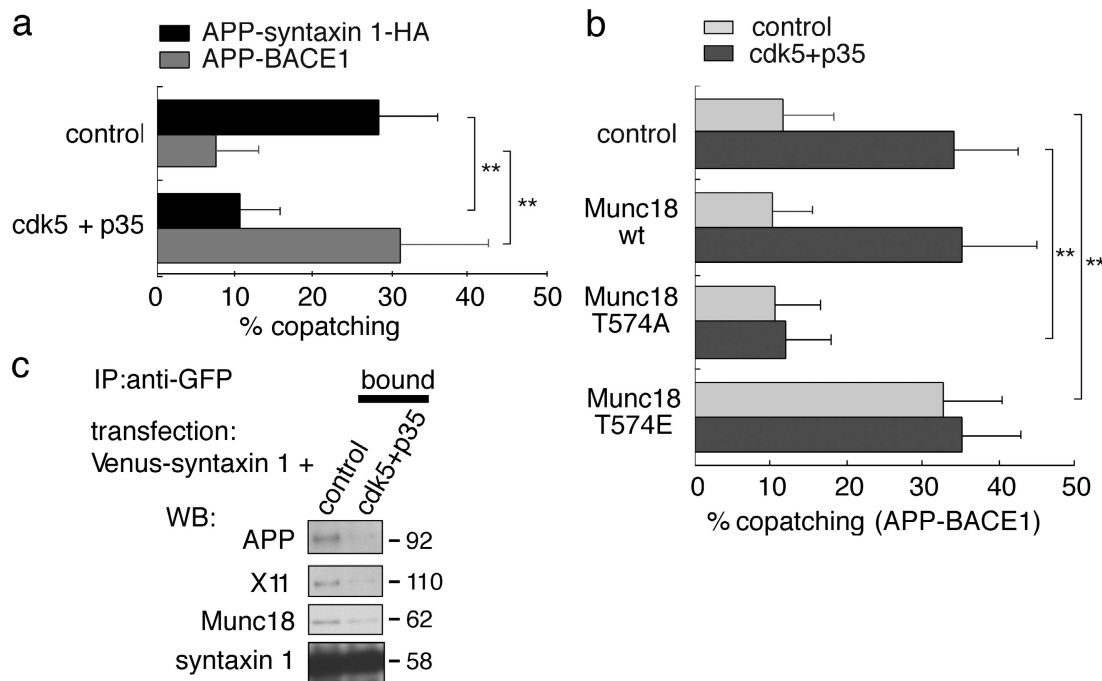 a
APP-syntaxin 1-HA
APP-BACE1
control
**
**
cdk5 + p35
0 10 20 30 40 50
% copatching
b
control
cdk5+p35
control
Munc18
wt
Munc18
T574A
Munc18
T574E
**
**
0 10 20 30 40 50
% copatching (APP-BACE1)
c
IP:anti-GFP
bound
transfection:
Venus-syntaxin 1 +
control
cdk5+p35
WB:
APP
- 92
X11
- 110
Munc18
- 62
syntaxin 1
- 58